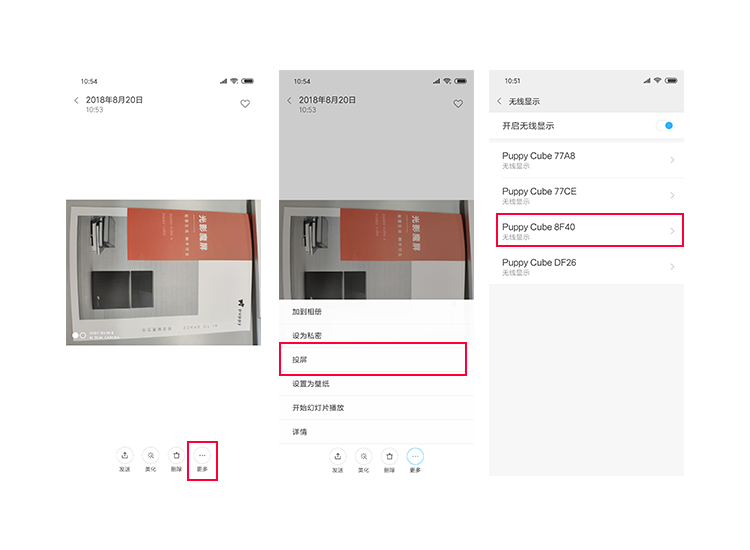 10:54
2018年8月20日
10:53
光影魔屏
发送
美化
删除
更多
10:54
2018年8月20日
10:53
光影魔屏
加到相册
设为私密
投屏
设置为壁纸
开始幻灯片播放
详情
发送
美化
删除
更多
10:51
无线显示
开启无线显示
Puppy Cube 77A8
无线显示
Puppy Cube 77CE
无线显示
Puppy Cube 8F40
无线显示
Puppy Cube DF26
无线显示